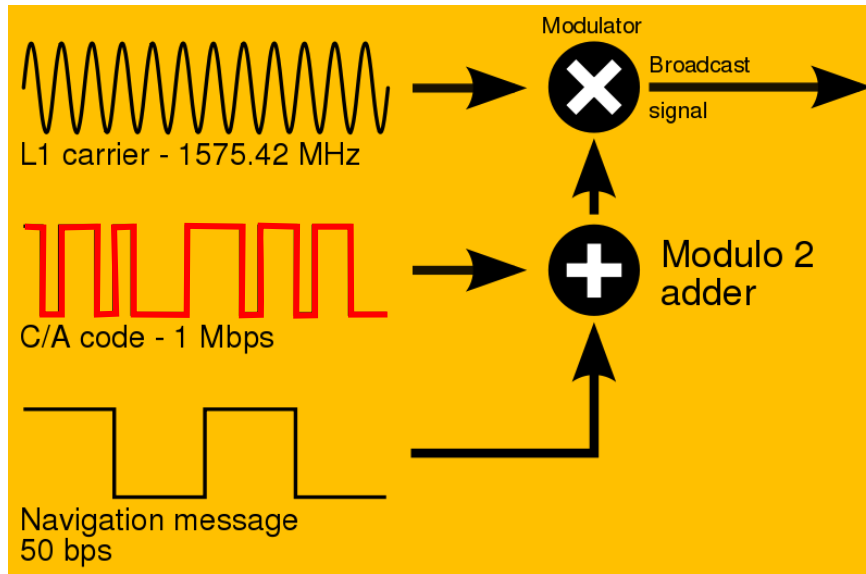 Modulator
Broadcast
signal
L1 carrier - 1575.42 MHz
Modulo 2
adder
C/A code - 1 Mbps
Navigation message
50 bps